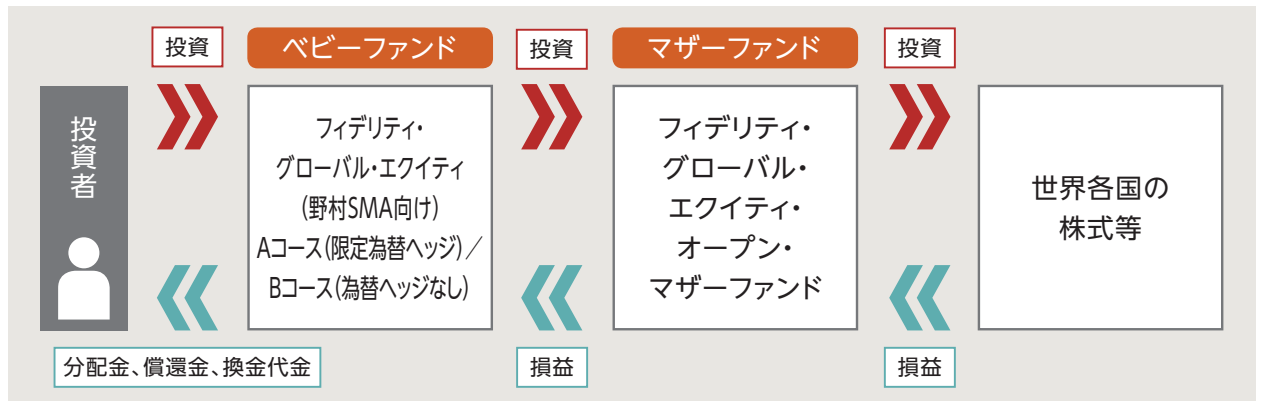 投資
ベビーファンド
投資
マザーファンド
投資
投資者
フィデリティ・
グローバル・エクイティ
(野村SMA向け)
Aコース(限定為替ヘッジ)／
Bコース(為替ヘッジなし)
フィデリティ・
グローバル・
エクイティ・
オープン・
マザーファンド
世界各国の
株式等
分配金、償還金、換金代金
損益
損益